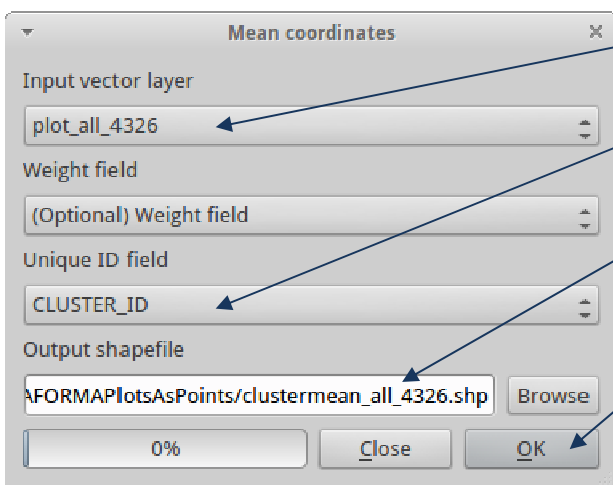 Mean coordinates
Input vector layer
plot_all_4326
Weight field
(Optional) Weight field
Unique ID field
CLUSTER_ID
Output shapefile
AFORMAPlotsAsPoints/clustermean_all_4326.shp Browse
0% Close OK